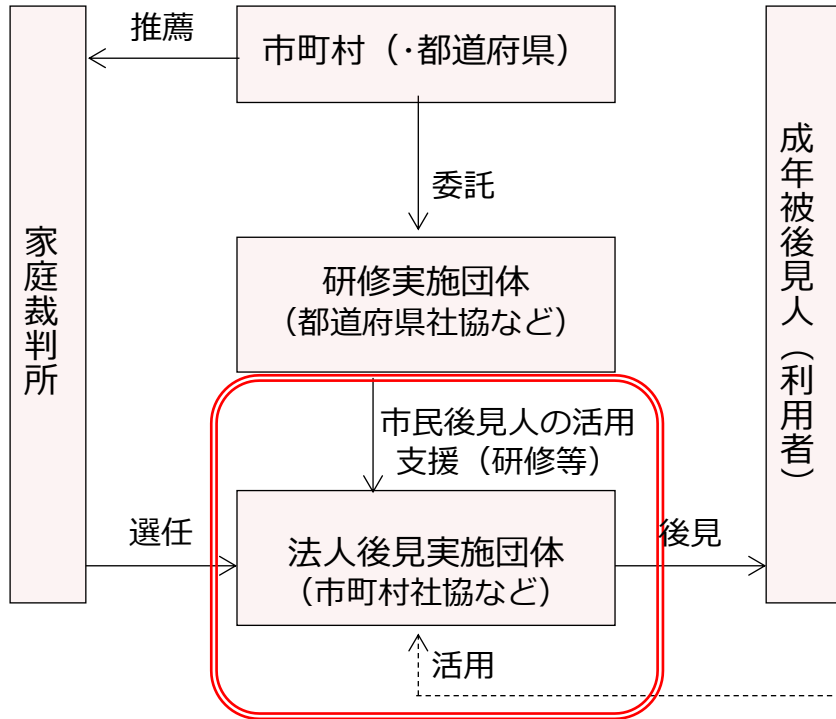 推薦
市町村（・都道府県）
委託
家庭裁判所
成年被後見人（利用者）
研修実施団体
（都道府県社協など）
市民後見人の活用
支援（研修等）
選任
法人後見実施団体
（市町村社協など）
後見
活用